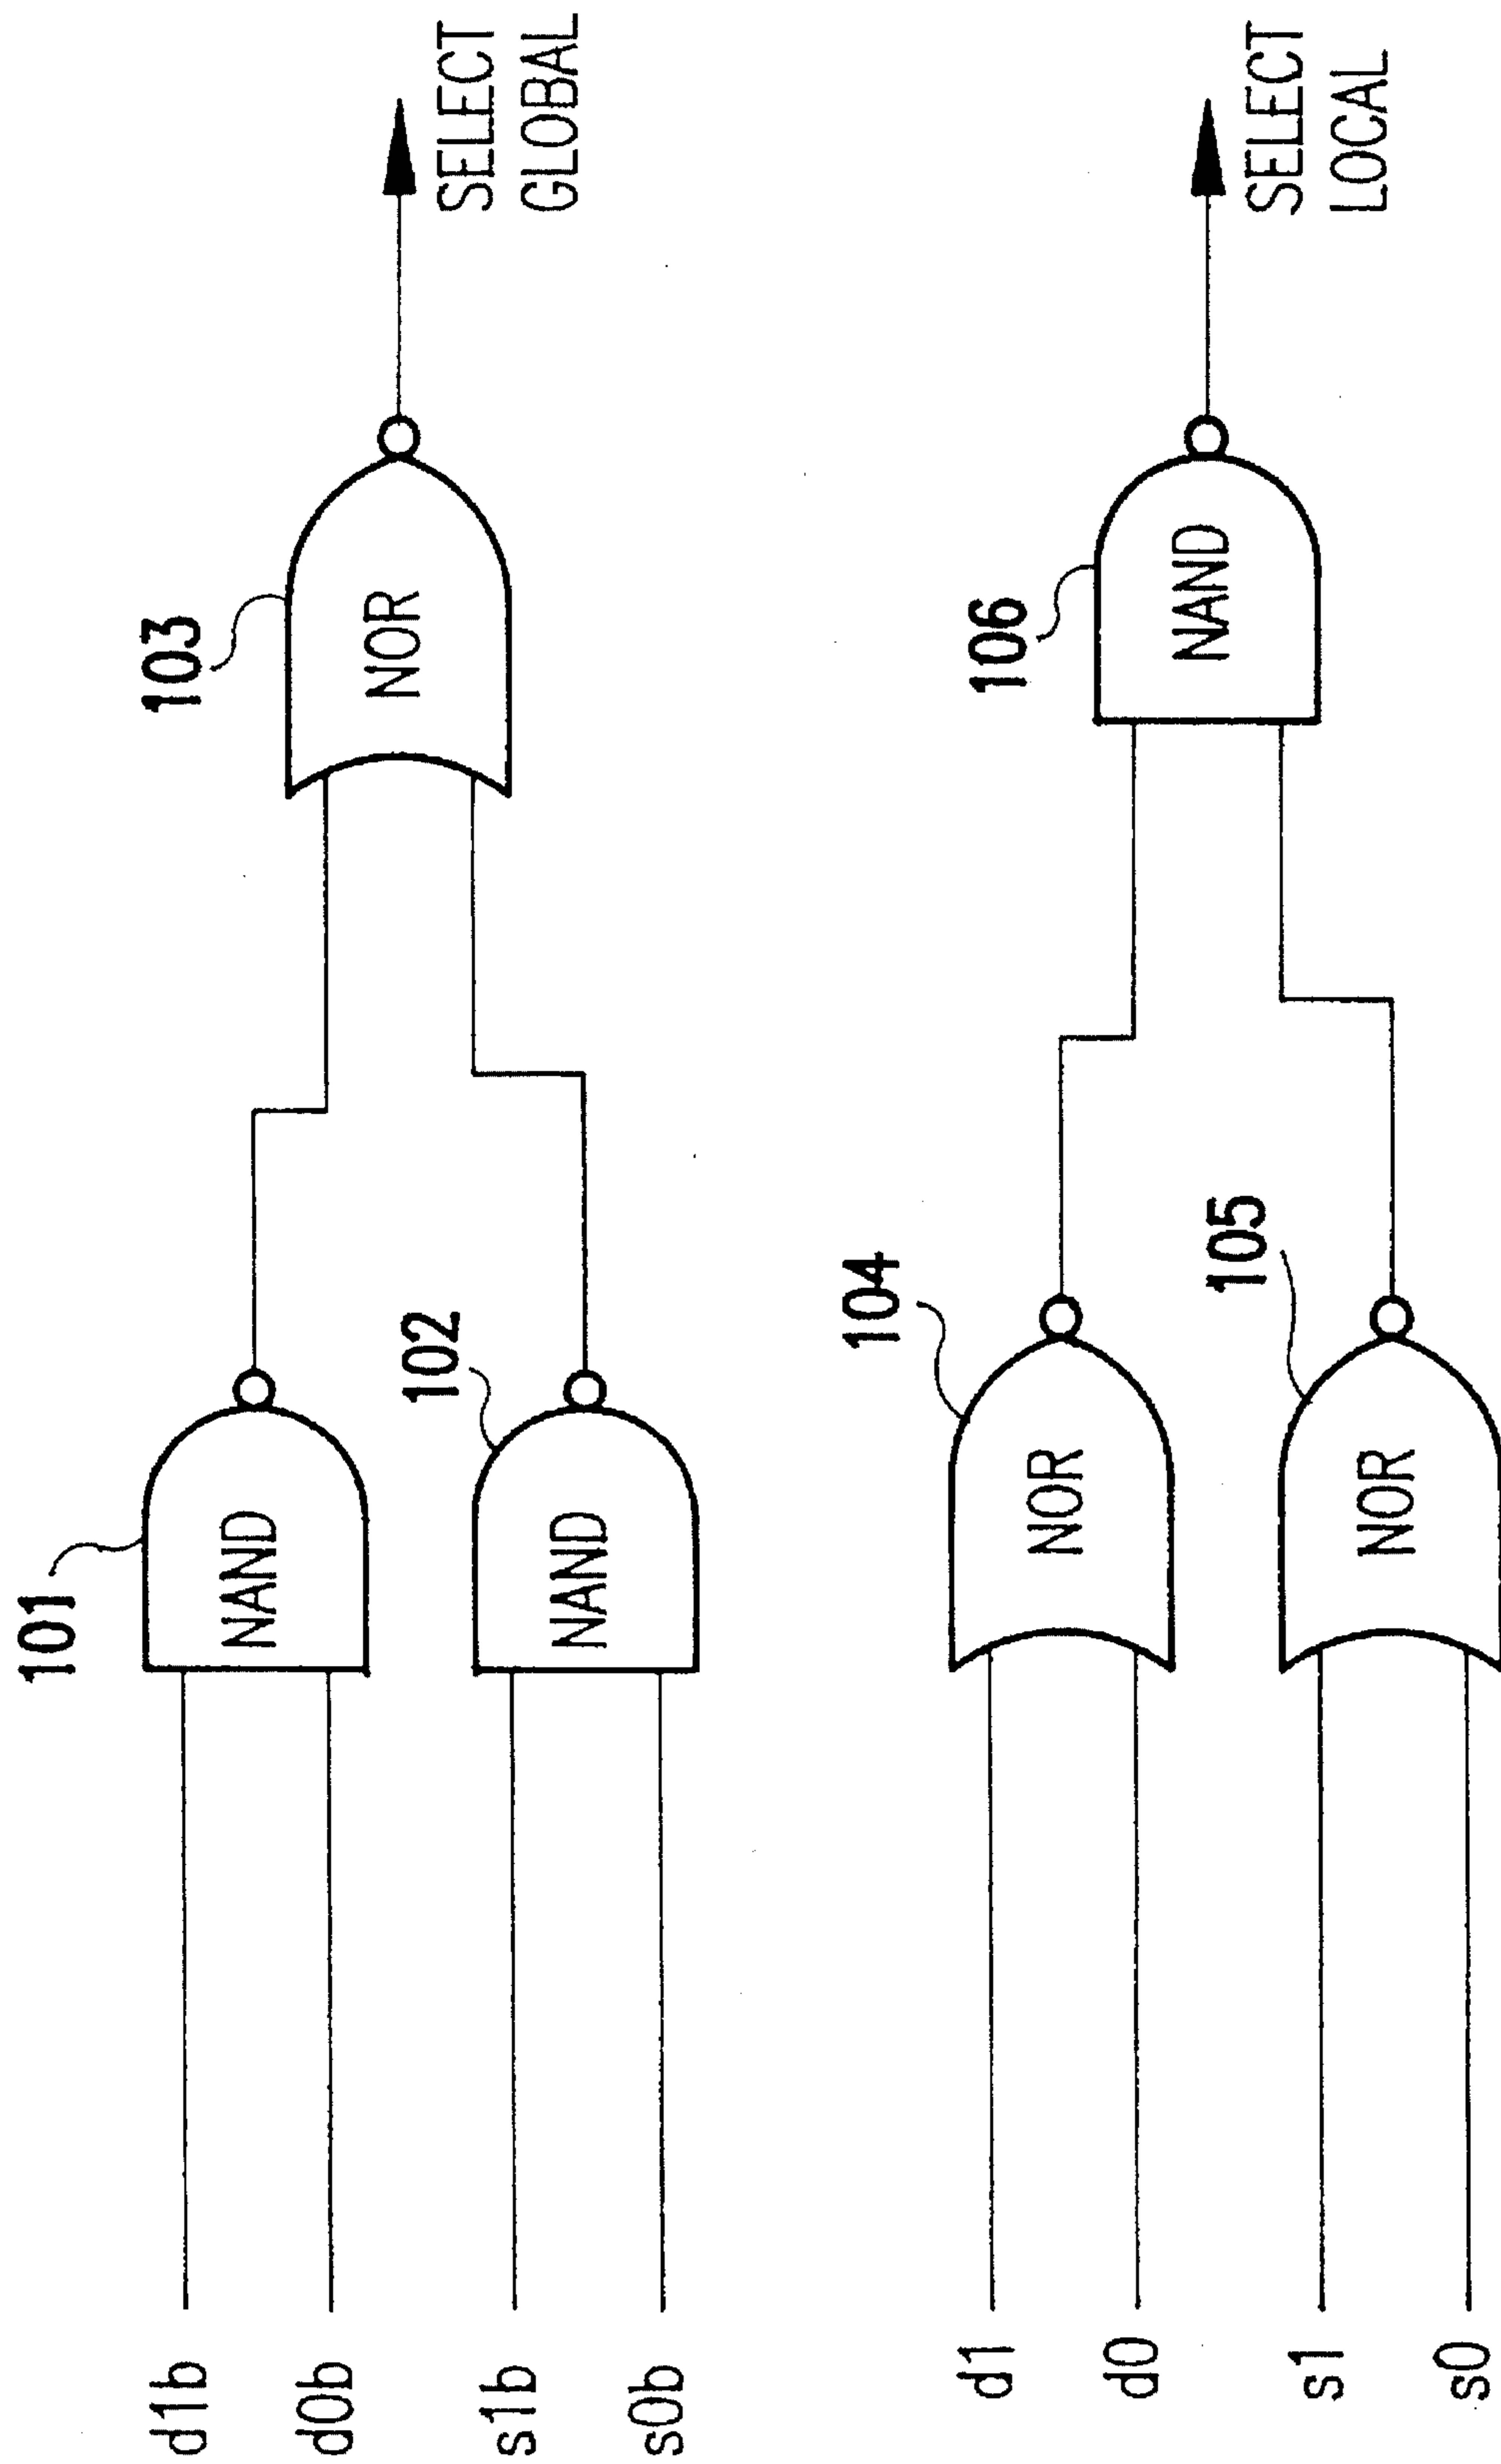 101
d1b
d0b
NAND
102
s1b
s0b
NAND
103
NOR
SELECT
GLOBAL
104
d1
d0
NOR
105
s1
s0
NOR
106
NAND
SELECT
LOCAL